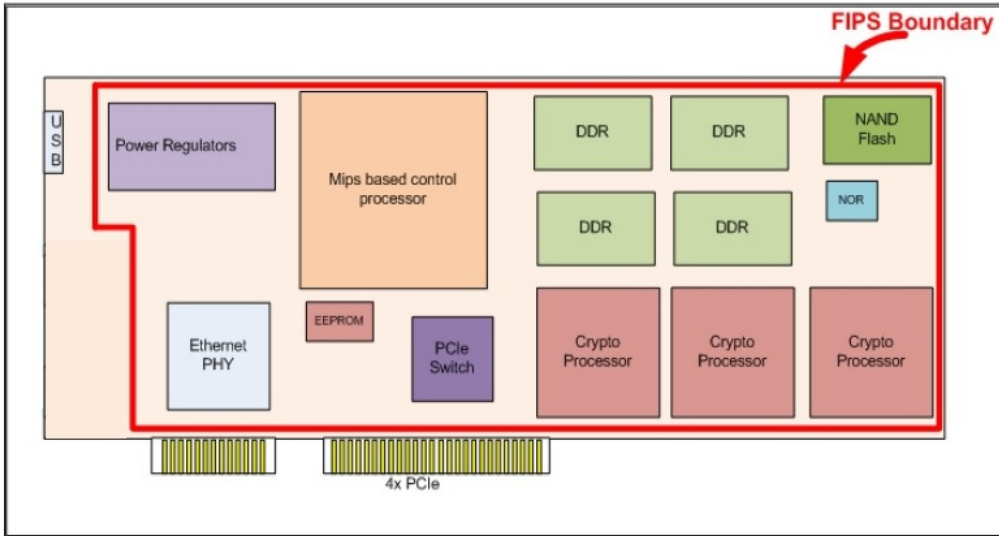 FIPS Boundary
USB
Power Regulators
Mips based control
processor
DDR
DDR
NAND
Flash
NOR
DDR
DDR
Ethernet
PHY
EEPROM
PCIe
Switch
Crypto
Processor
Crypto
Processor
Crypto
Processor
4x PCIe